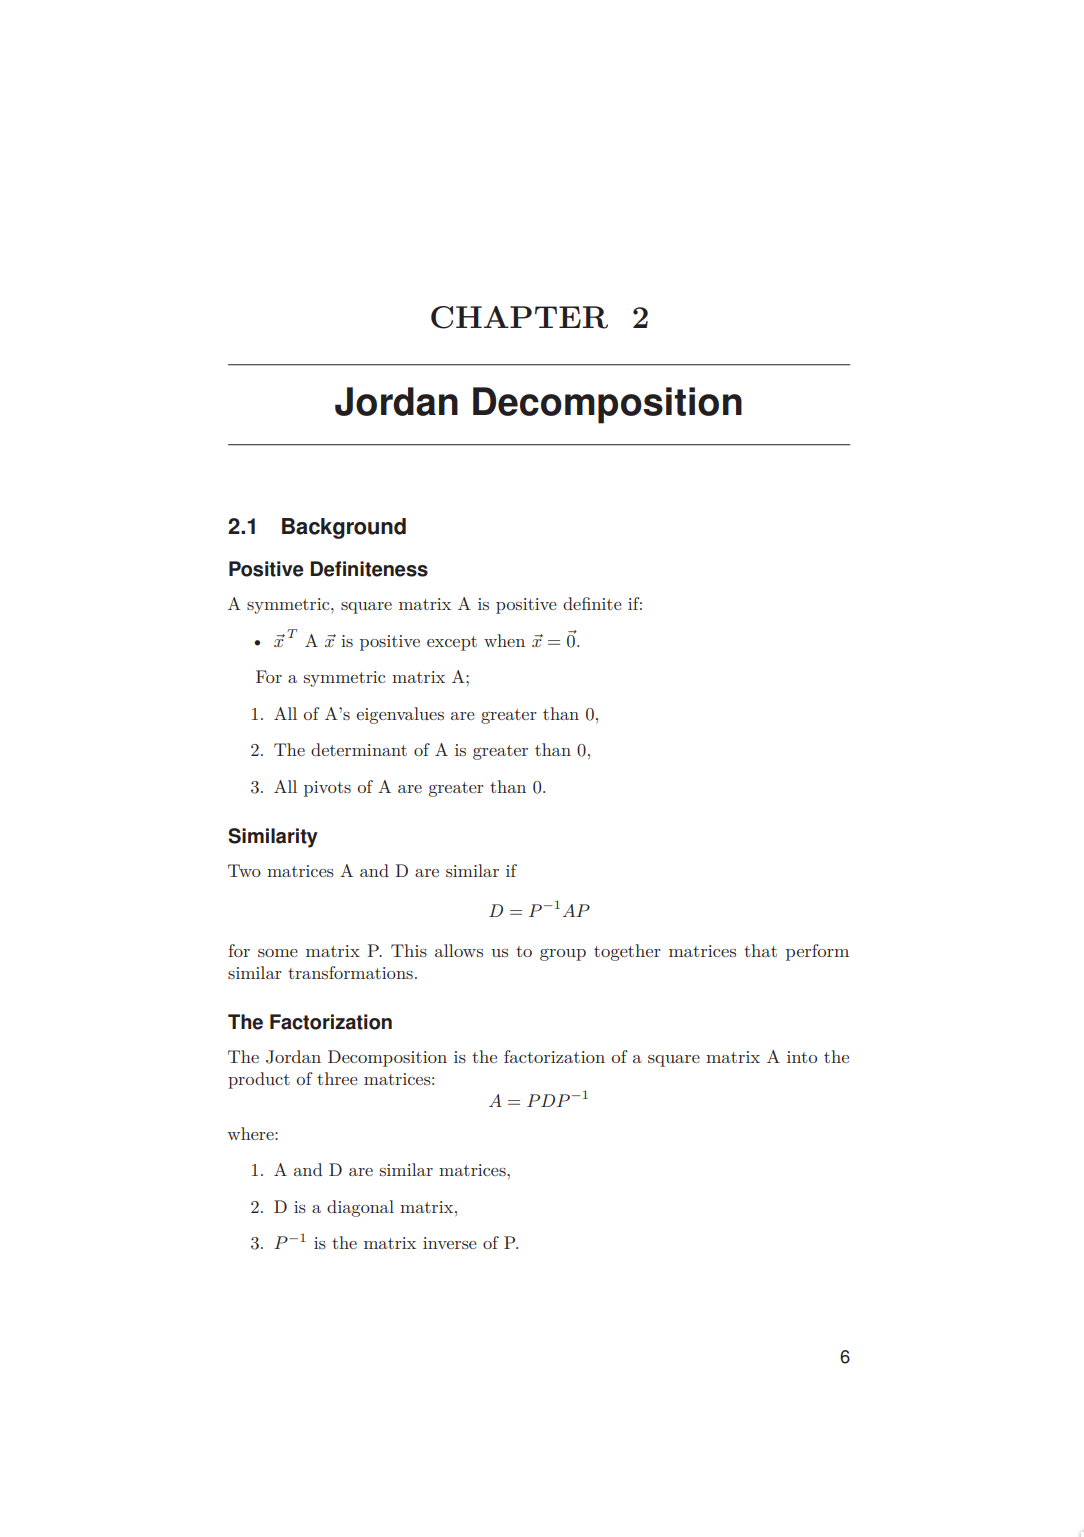 CHAPTER 2
Jordan Decomposition
2.1 Background
Positive Definiteness
A symmetric, square matrix A is positive definite if:
• $\vec{x}^T$ A $\vec{x}$ is positive except when $\vec{x} = \vec{0}$.
For a symmetric matrix A;
1. All of A's eigenvalues are greater than 0,
2. The determinant of A is greater than 0,
3. All pivots of A are greater than 0.
Similarity
Two matrices A and D are similar if
$D = P^{-1}AP$
for some matrix P. This allows us to group together matrices that perform
similar transformations.
The Factorization
The Jordan Decomposition is the factorization of a square matrix A into the
product of three matrices:
$A = PDP^{-1}$
where:
1. A and D are similar matrices,
2. D is a diagonal matrix,
3. $P^{-1}$ is the matrix inverse of P.
6